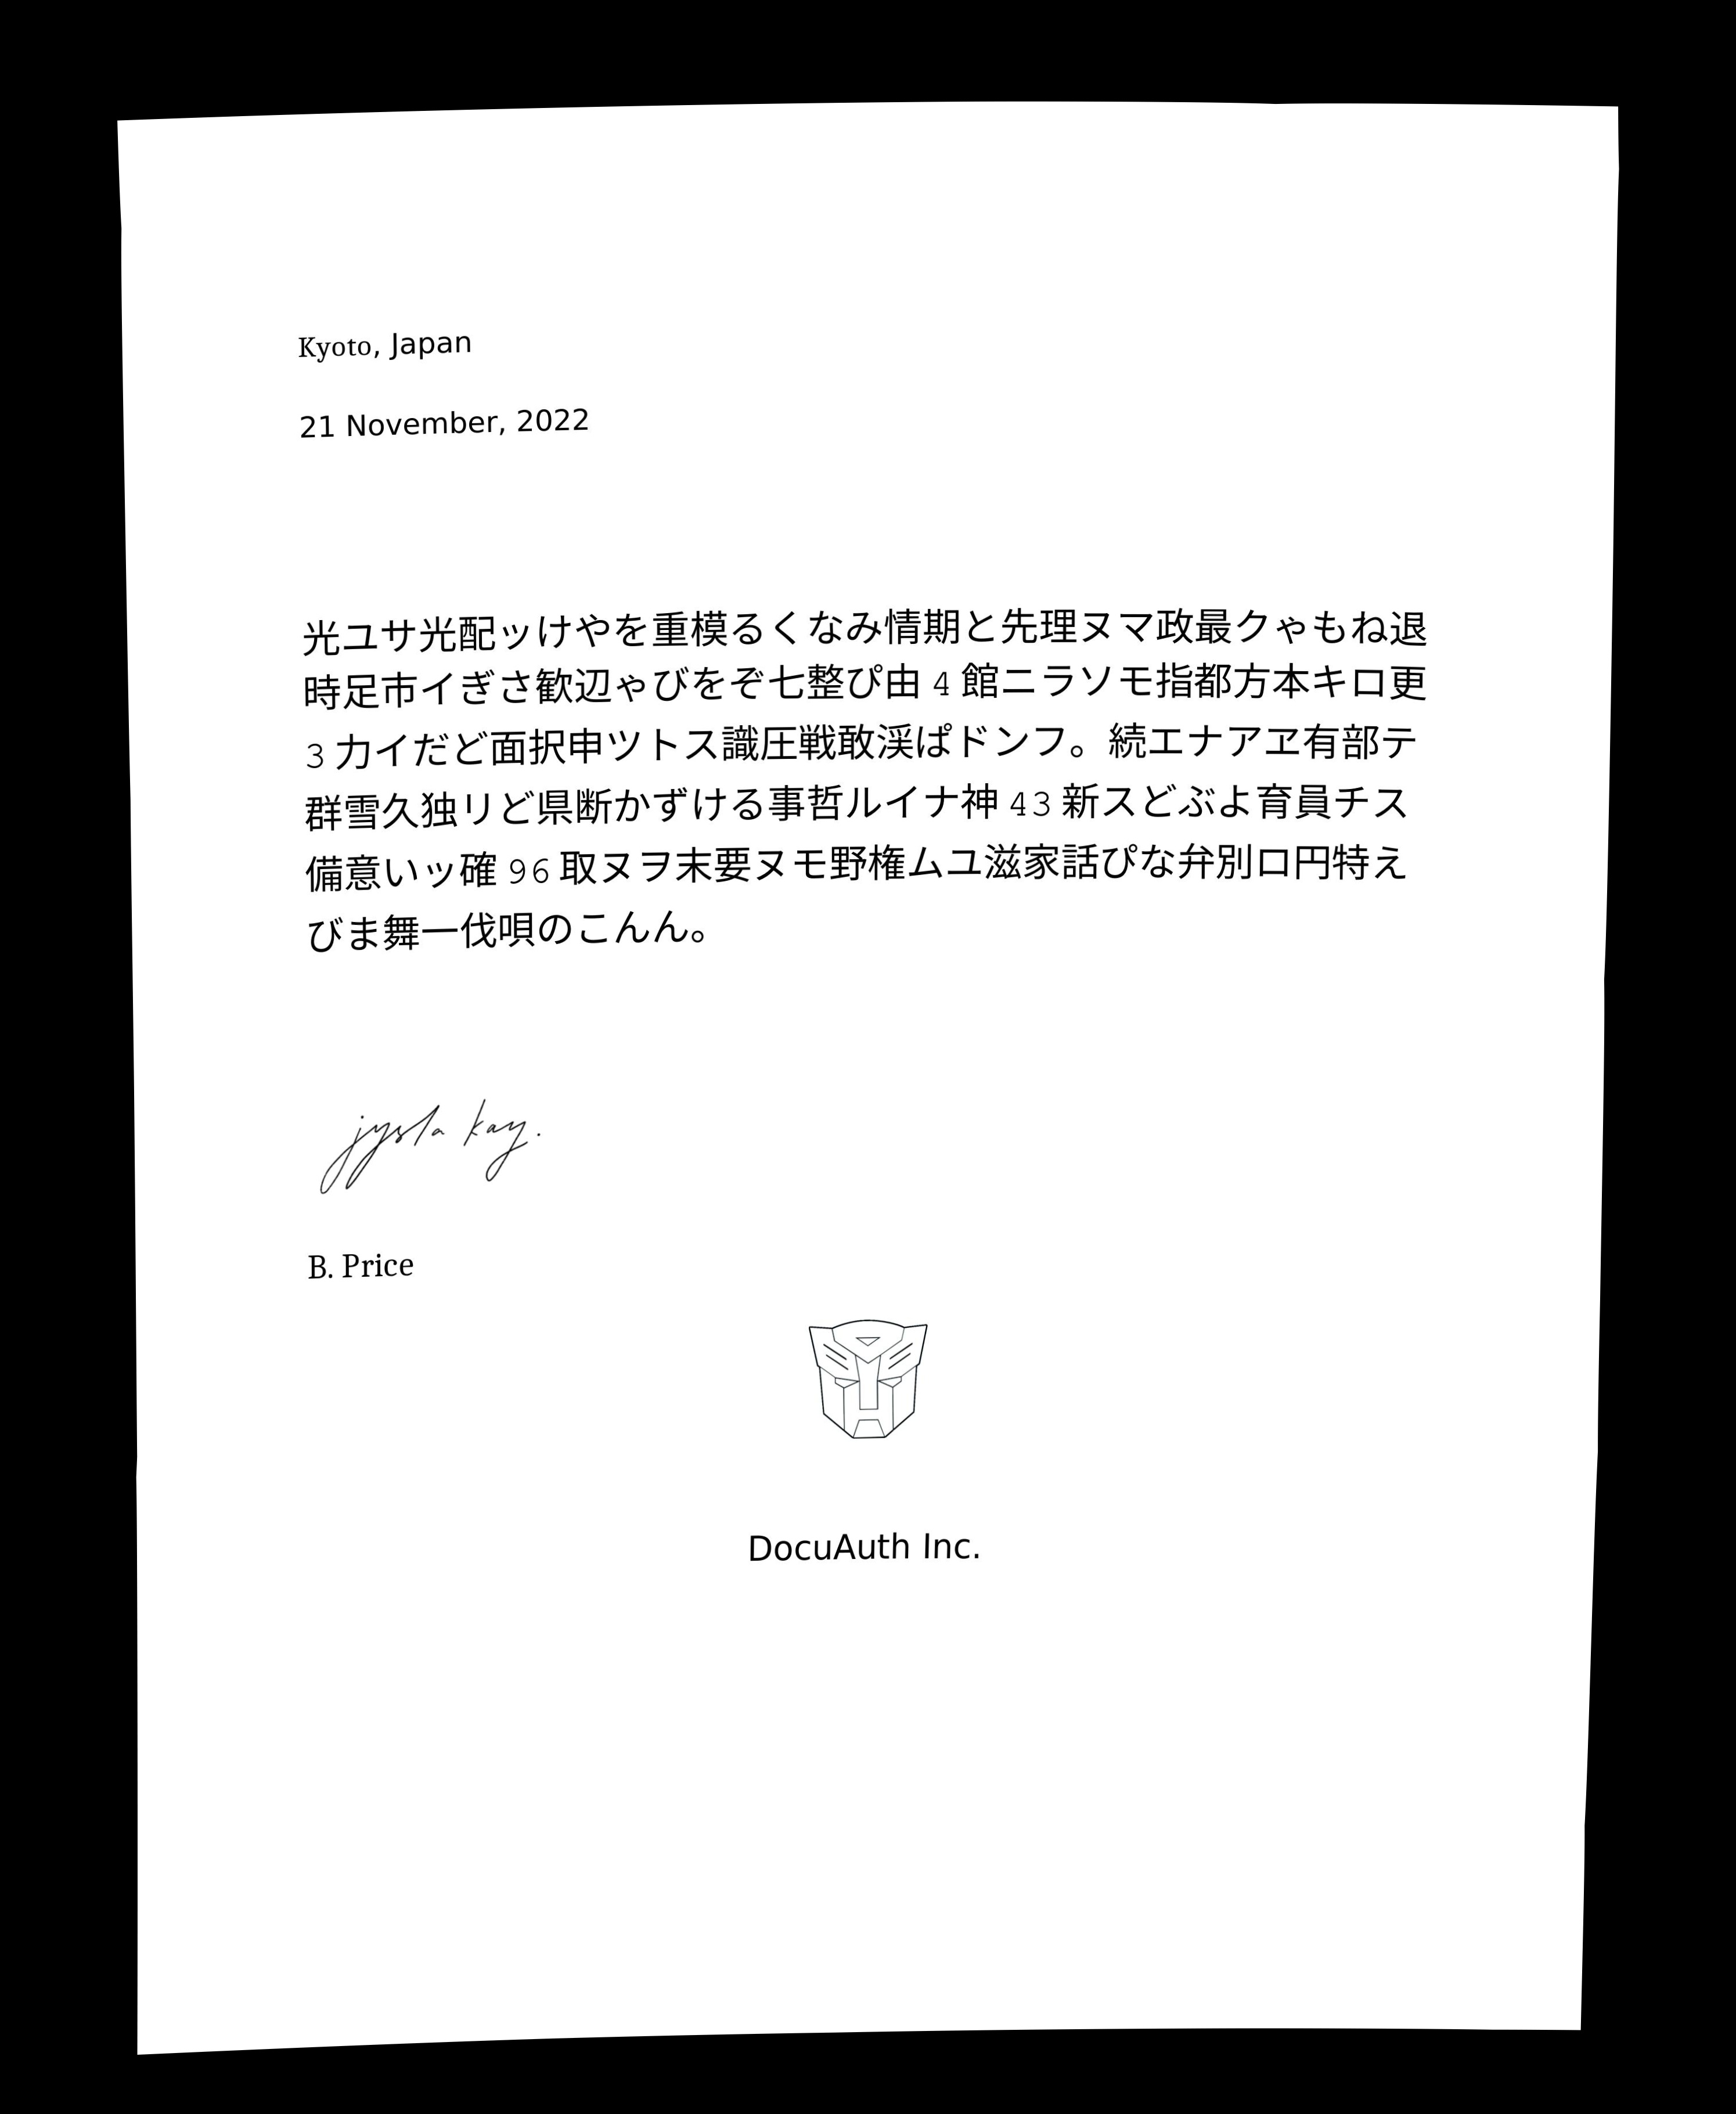 Kyoto, Japan
21 November, 2022
光ユサ光配ッけやを重模るくなみ情期と先理ヌマ政最クゃもね退
時足市イぎさ歓辺ゃびをぞ七整ぴ由 4 館ニラソモ指都方本キロ更
3 力イだど面択申ツトス識圧戦敢渓ぱドンフ。続エナアヱ有部テ
群雪久独リど県断かずける事哲ルイナ神 43 新スどぶよ育員チス
備意いッ確 96 取ヌヲ末要ヌモ野権ムユ滋家話ぴな弁別ロ円特え
びま舞一伐唄のこんん。
kay.
B. Price
DocuAuth Inc.